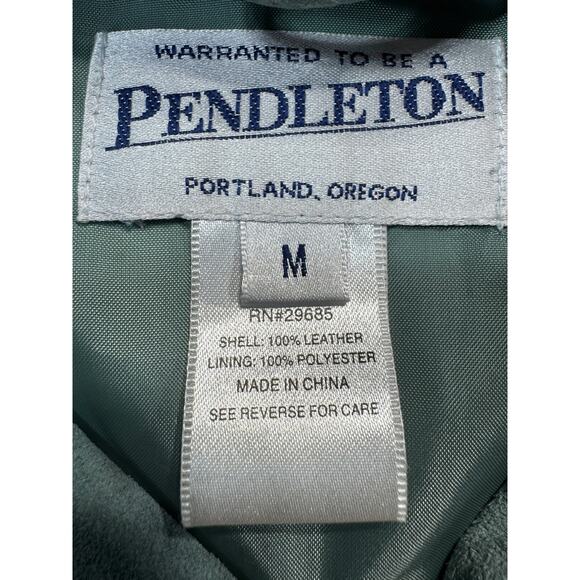 WARRANTED TO BE A
PENDLETON
PORTLAND, OREGON
M
RN#29685
SHELL: 100% LEATHER
LINING: 100% POLYESTER
MADE IN CHINA
SEE REVERSE FOR CARE